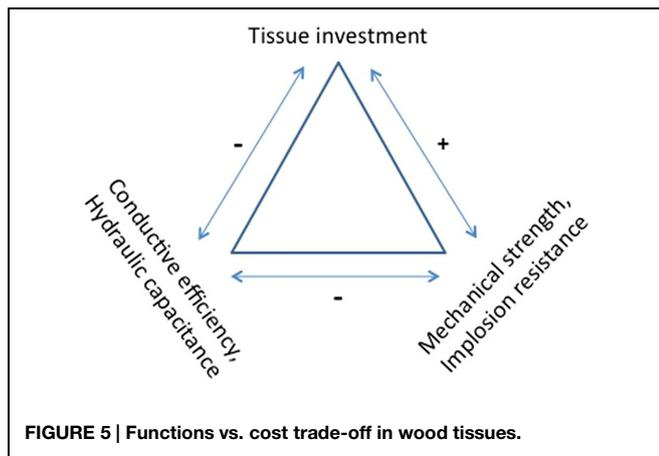 Tissue investment
-
+
Conductive efficiency,
Hydraulic capacitance
Mechanical strength,
Implosion resistance
-
FIGURE 5 | Functions vs. cost trade-off in wood tissues.